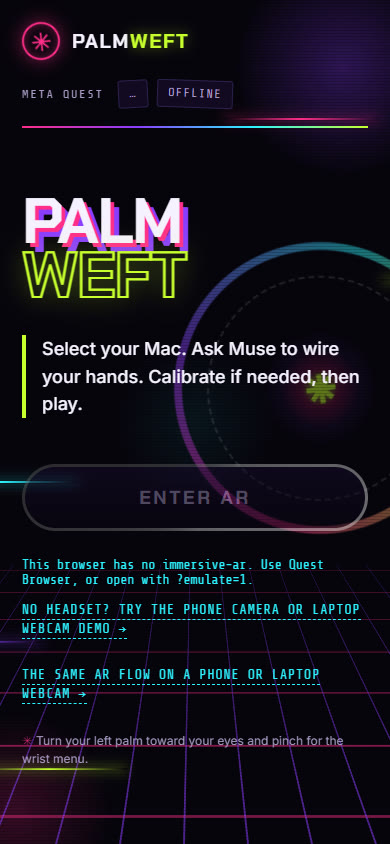 PALMWEFT
META QUEST … OFFLINE
PALM
WEFT
Select your Mac. Ask Muse to wire
your hands. Calibrate if needed, then
play.
ENTER AR
This browser has no immersive-ar. Use Quest
Browser, or open with ?emulate=1.
NO HEADSET? TRY THE PHONE CAMERA OR LAPTOP
WEBCAM DEMO →
THE SAME AR FLOW ON A PHONE OR LAPTOP
WEBCAM →
✳ Turn your left palm toward your eyes and pinch for the
wrist menu.